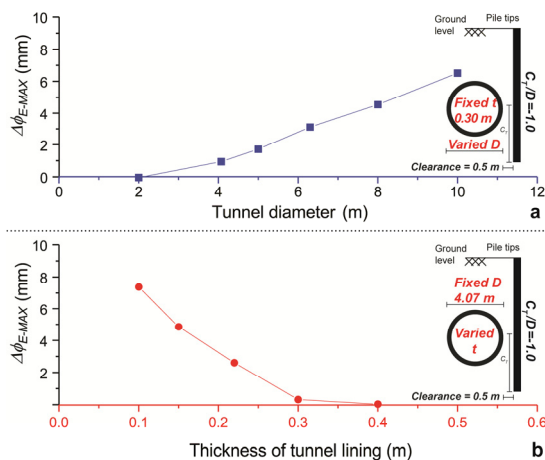 10
8
6
4
2
0
Δϕ_E-MAX (mm)
Ground level
Pile tips
Fixed t
0.30 m
Varied D
C_T
C_T/D=-1.0
Clearance = 0.5 m
0 2 4 6 8 10 12
Tunnel diameter (m)
a
10
8
6
4
2
Δϕ_E-MAX (mm)
Ground level
Pile tips
Fixed D
4.07 m
Varied
t
C_T
C_T/D=-1.0
Clearance = 0.5 m
0.0 0.1 0.2 0.3 0.4 0.5 0.6
Thickness of tunnel lining (m)
b